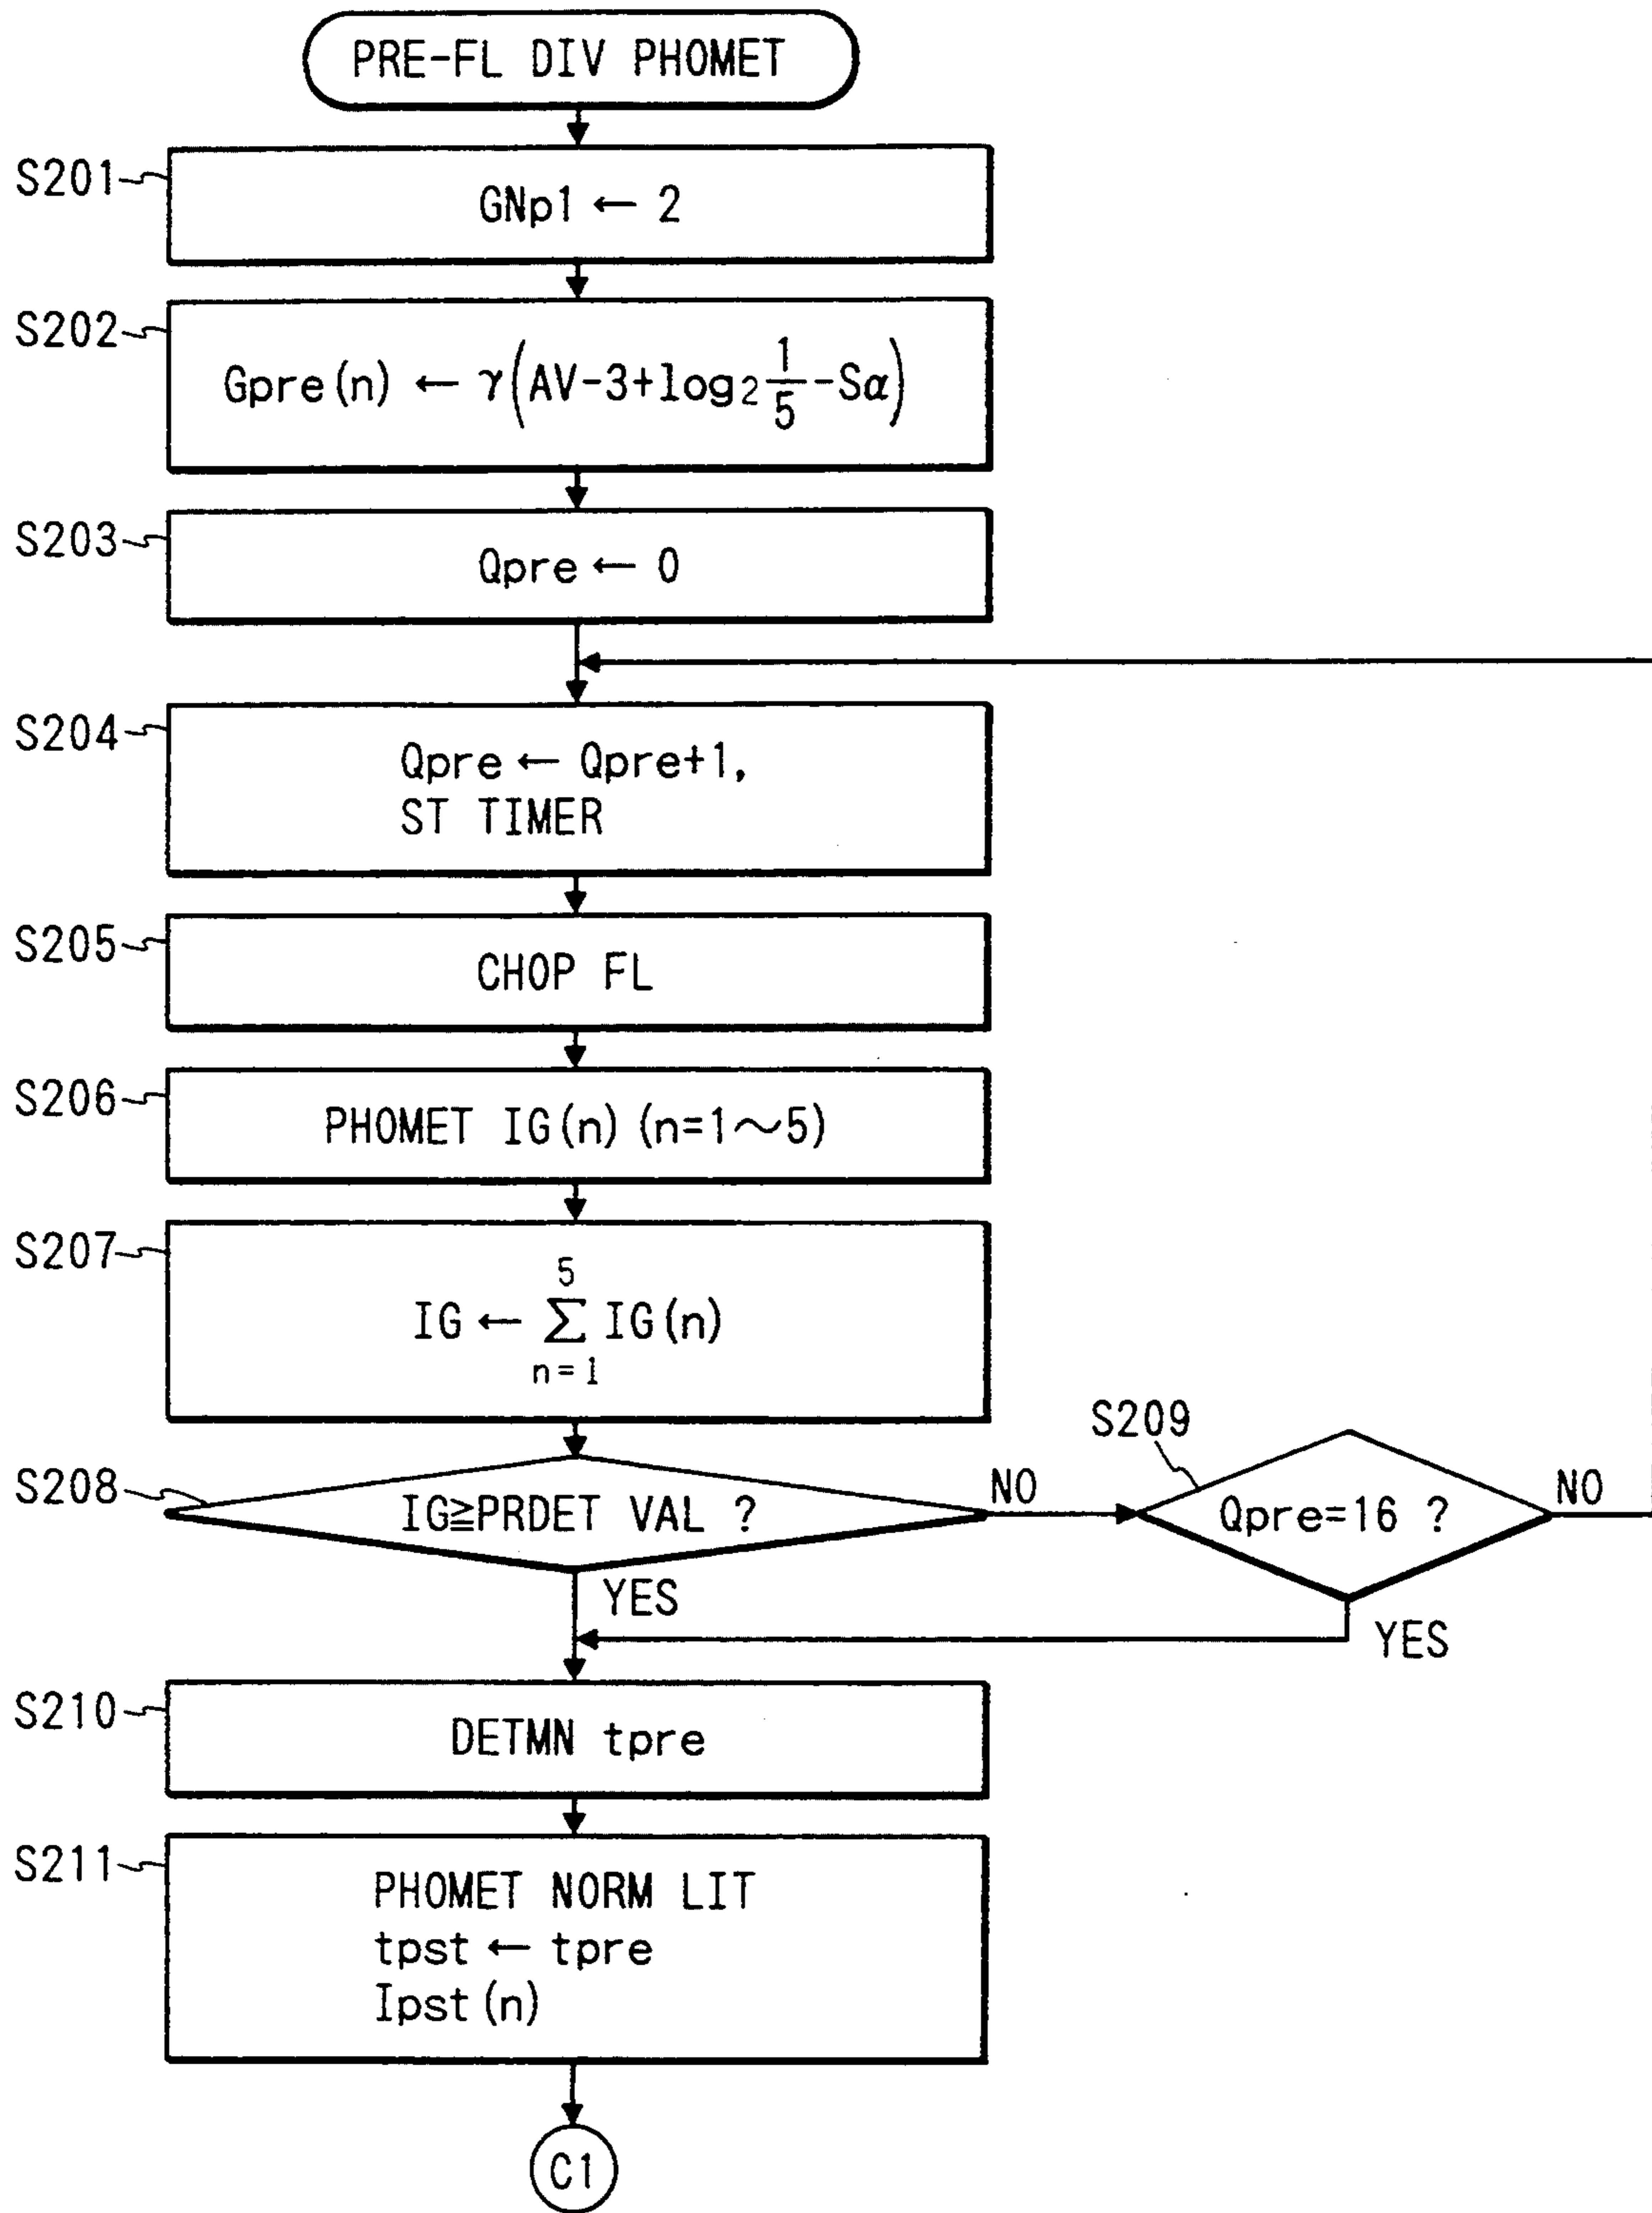 PRE-FL DIV PHOMET
S201
GNp1 ← 2
S202
Gpre(n) ← γ(AV-3+log2 1/5 -Sα)
S203
Qpre ← 0
S204
Qpre ← Qpre+1,
ST TIMER
S205
CHOP FL
S206
PHOMET IG(n) (n=1～5)
S207
5
IG ← Σ IG(n)
n=1
S208
IG≧PRDET VAL ?
NO
S209
Qpre=16 ?
NO
YES
YES
S210
DETMN tpre
S211
PHOMET NORM LIT
tpst ← tpre
Ipst(n)
C1